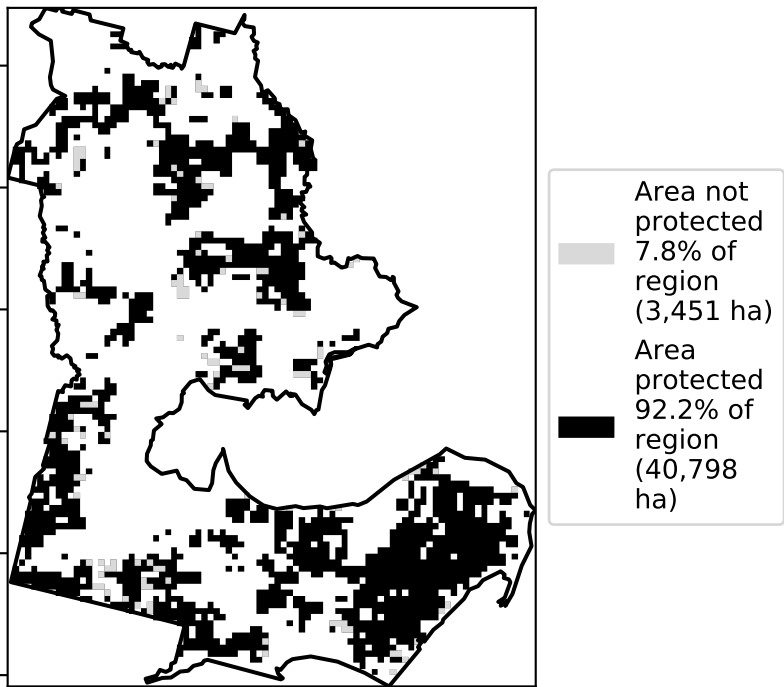 Area not
protected
7.8% of
region
(3,451 ha)
Area
protected
92.2% of
region
(40,798
ha)